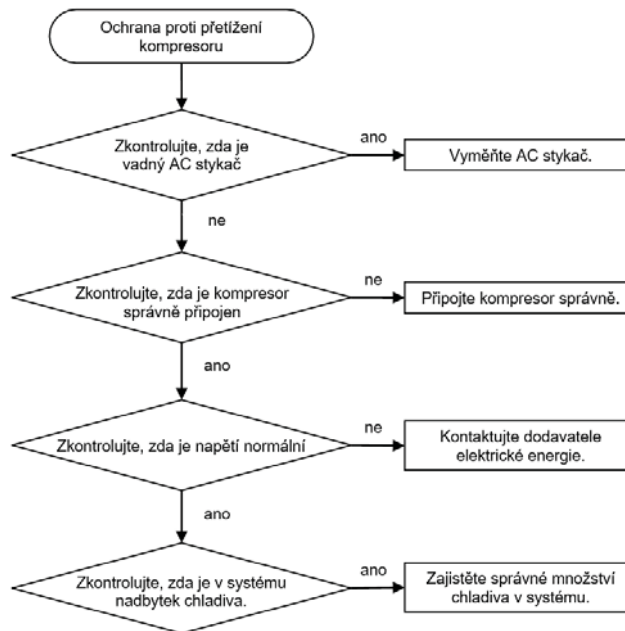 Ochrana proti přetížení
kompresoru
Zkontrolujte, zda je
vadný AC stykač
ano
Vyměňte AC stykač.
ne
Zkontrolujte, zda je kompresor
správně připojen
ne
Připojte kompresor správně.
ano
Zkontrolujte, zda je napětí normální
ne
Kontaktujte dodavatele
elektrické energie.
ano
Zkontrolujte, zda je v systému
nadbytek chladiva.
ano
Zajistěte správné množství
chladiva v systému.